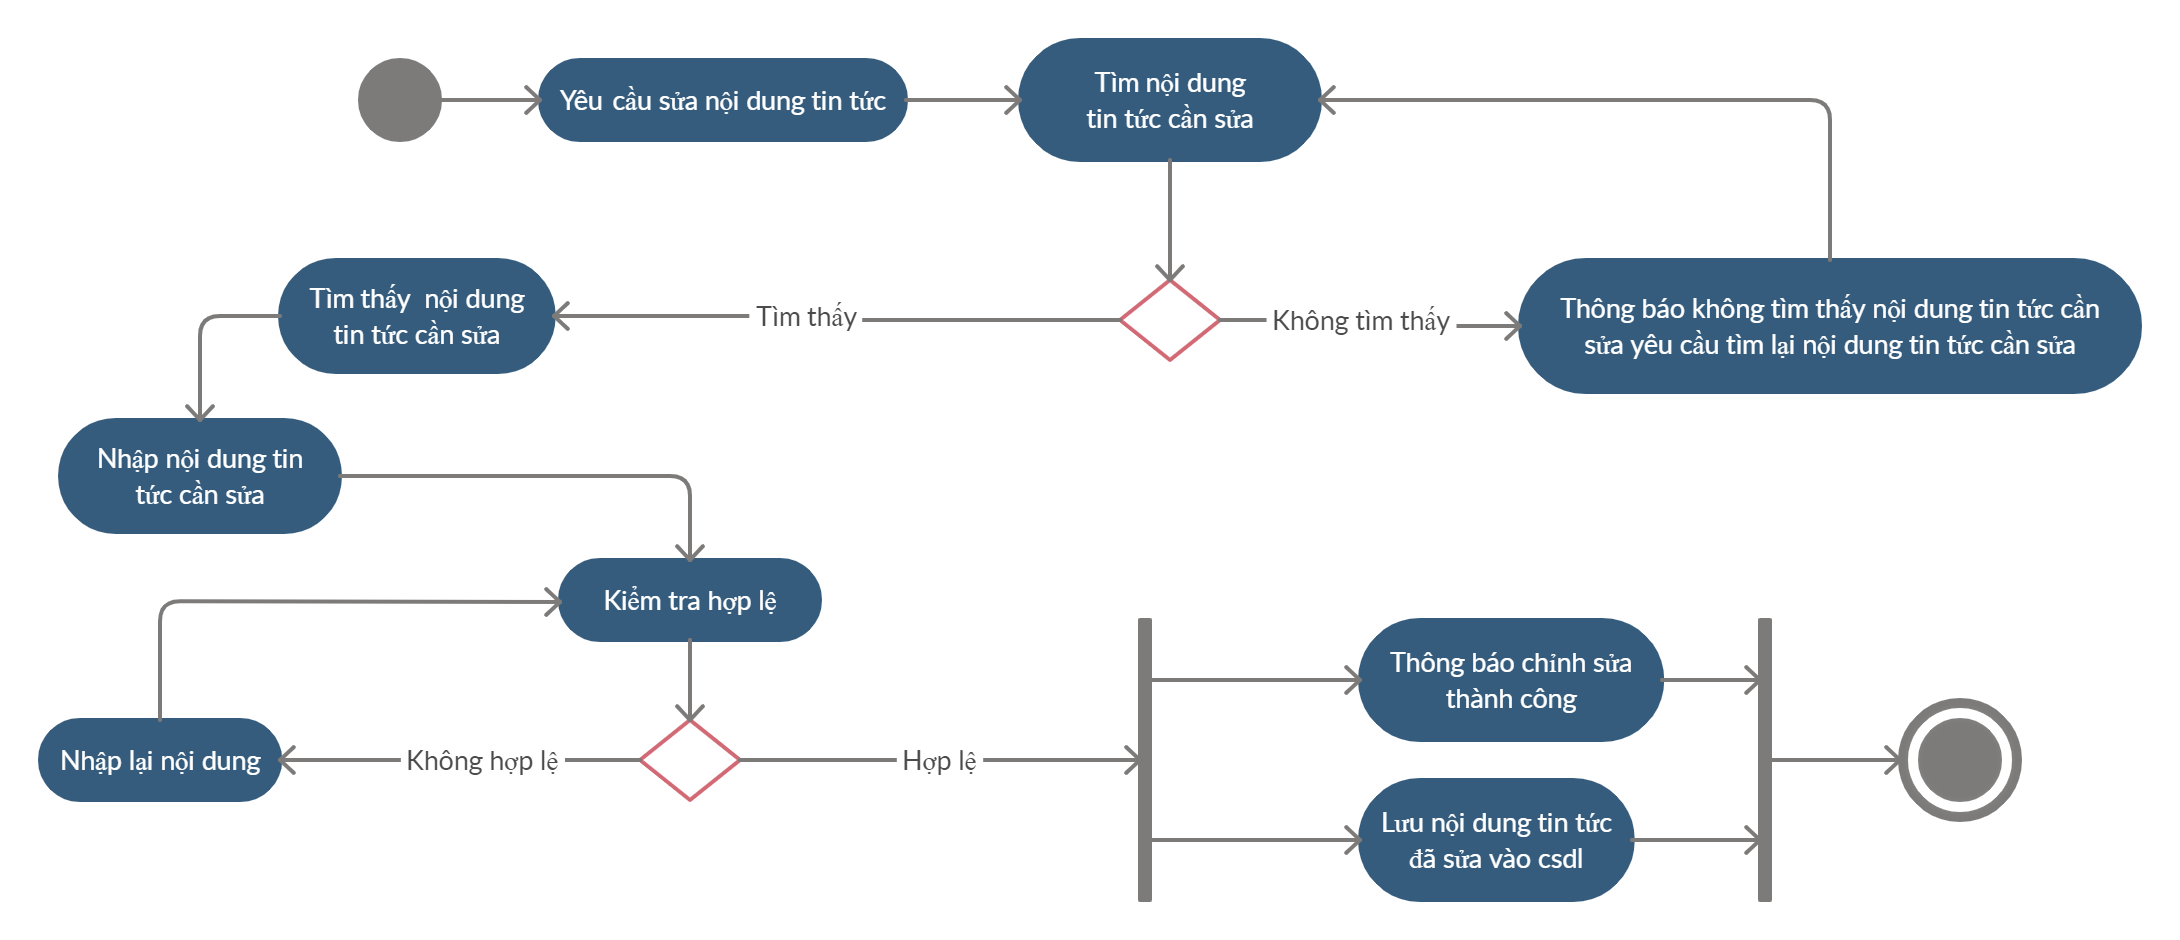 Yêu cầu sửa nội dung tin tức
Tìm nội dung
tin tức cần sửa
Tìm thấy nội dung
tin tức cần sửa
Tìm thấy
Không tìm thấy
Thông báo không tìm thấy nội dung tin tức cần
sửa yêu cầu tìm lại nội dung tin tức cần sửa
Nhập nội dung tin
tức cần sửa
Kiểm tra hợp lệ
Nhập lại nội dung
Không hợp lệ
Hợp lệ
Thông báo chỉnh sửa
thành công
Lưu nội dung tin tức
đã sửa vào csdl